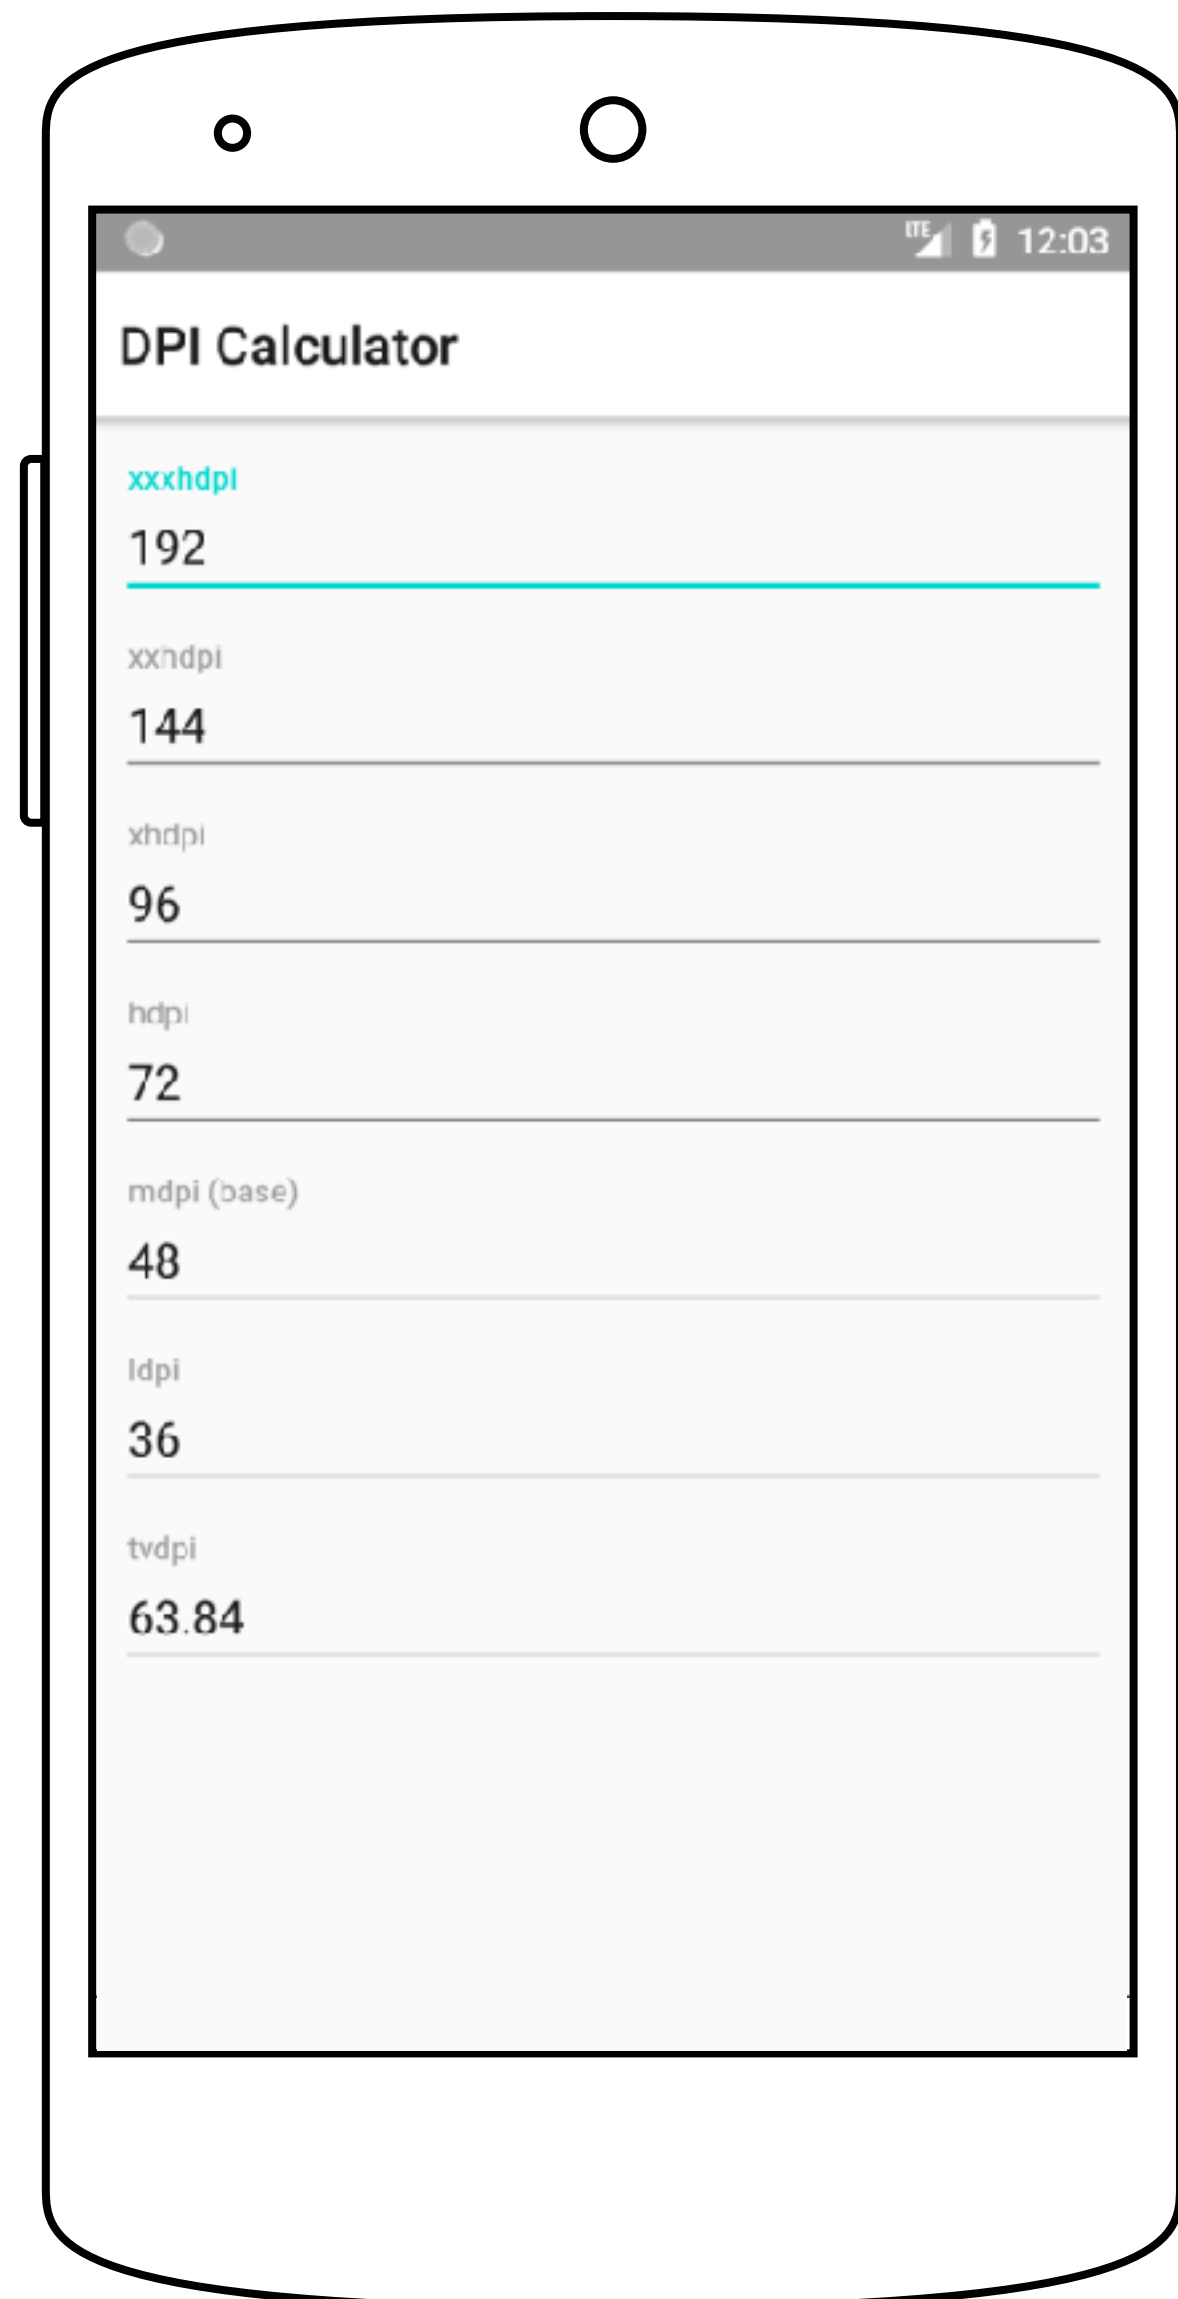 LTE 12:03
DPI Calculator
xxxhdpi
192
xxhdpi
144
xhdpi
96
hdpi
72
mdpi (base)
48
ldpi
36
tvdpi
63.84